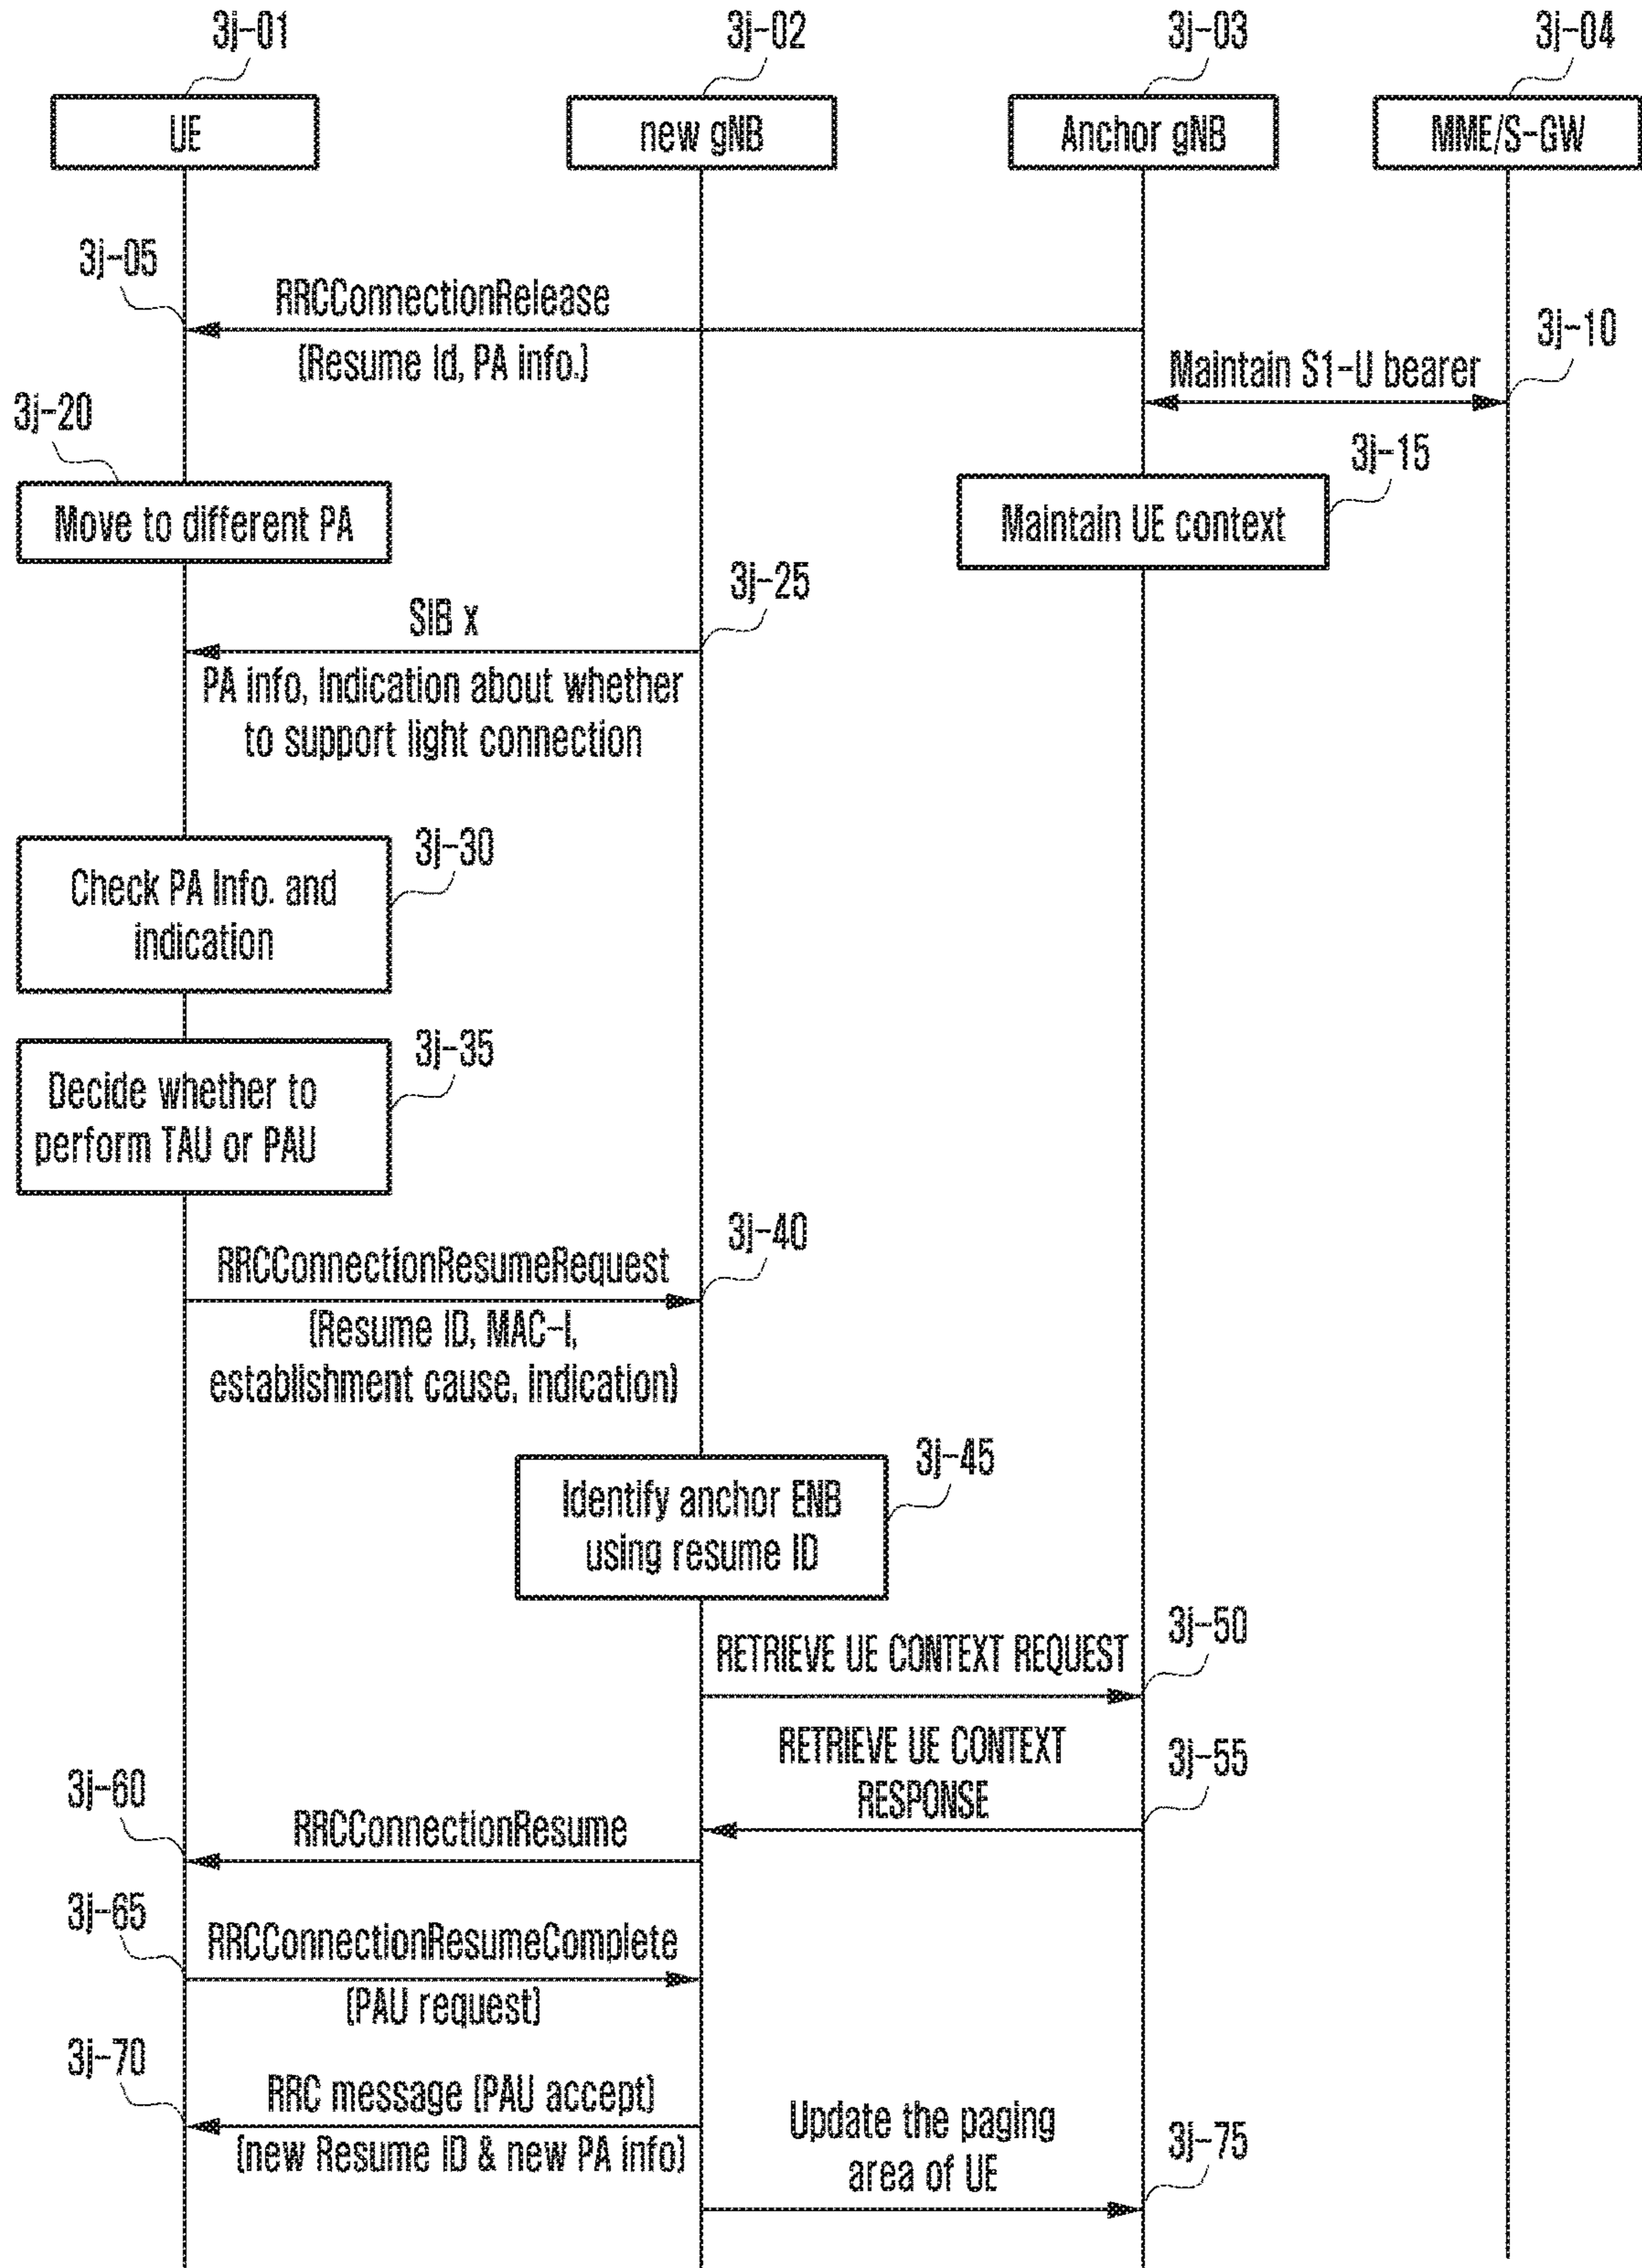 3j-01
3j-02
3j-03
3j-04
UE
new gNB
Anchor gNB
MME/S-GW
3j-05
RRCConnectionRelease
(Resume Id, PA info.)
3j-10
Maintain S1-U bearer
3j-20
Move to different PA
3j-15
Maintain UE context
3j-25
SIB x
PA info, Indication about whether
to support light connection
3j-30
Check PA Info. and
indication
3j-35
Decide whether to
perform TAU or PAU
3j-40
RRCConnectionResumeRequest
(Resume ID, MAC-I,
establishment cause, indication)
3j-45
Identify anchor ENB
using resume ID
3j-50
RETRIEVE UE CONTEXT REQUEST
RETRIEVE UE CONTEXT
RESPONSE
3j-55
3j-60
RRCConnectionResume
3j-65
RRCConnectionResumeComplete
(PAU request)
3j-70
RRC message (PAU accept)
(new Resume ID & new PA info)
Update the paging
area of UE
3j-75